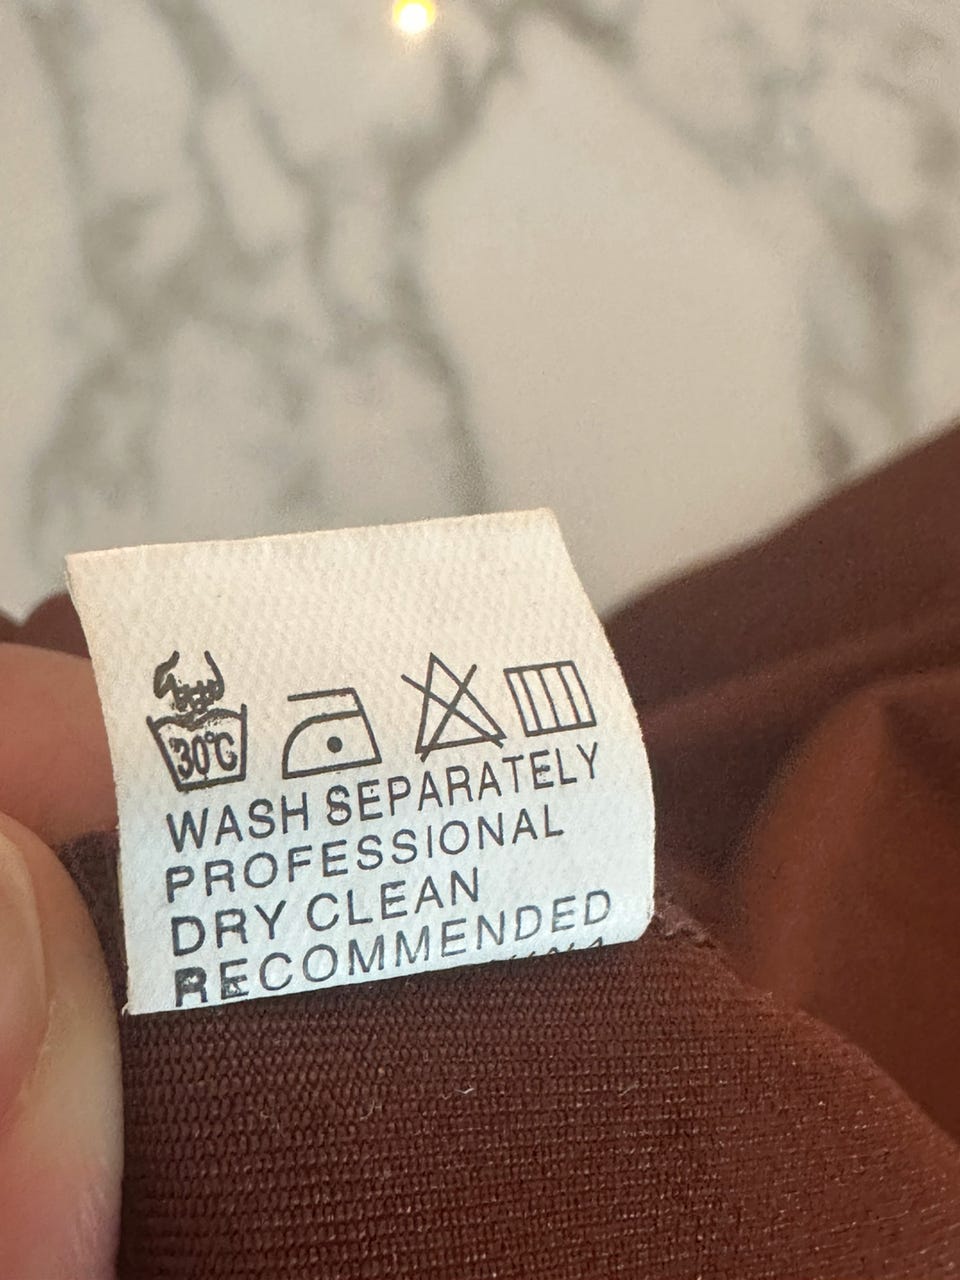 30°C
WASH SEPARATELY
PROFESSIONAL
DRY CLEAN
RECOMMENDED